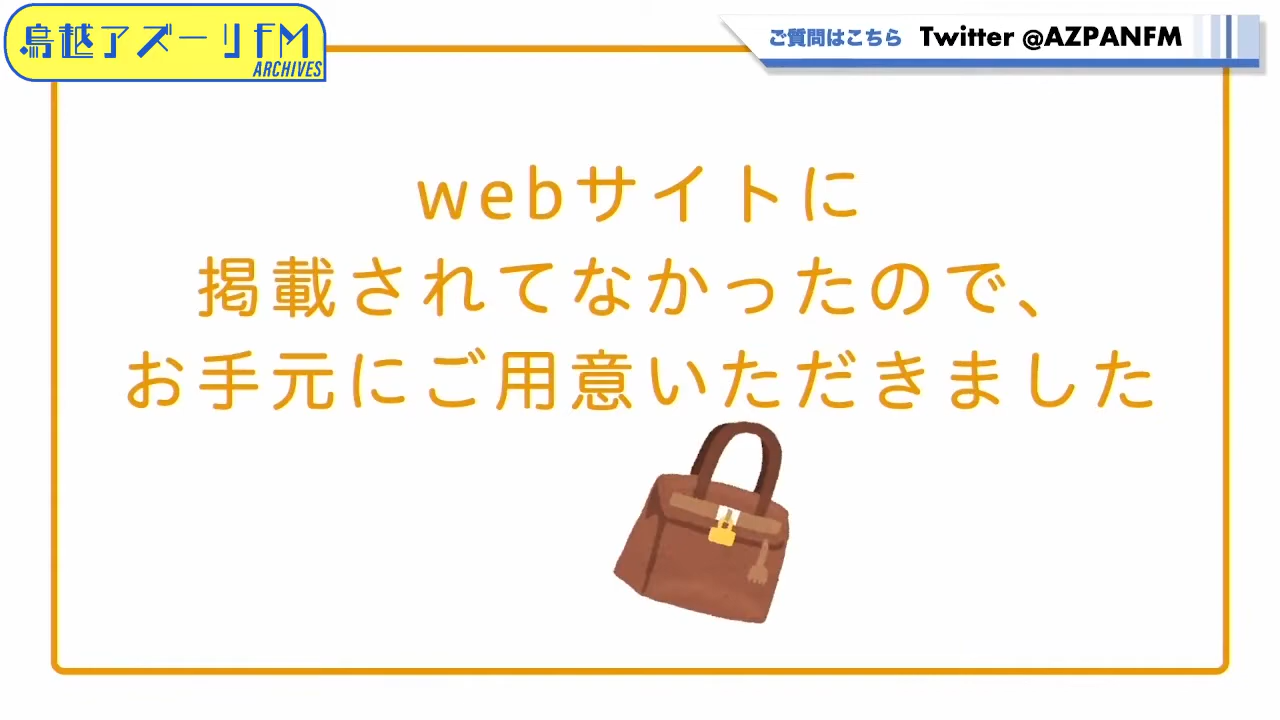 鳥越アズーリFM
ARCHIVES
ご質問はこちら Twitter @AZPANFM
webサイトに
掲載されてなかったので、
お手元にご用意いただきました